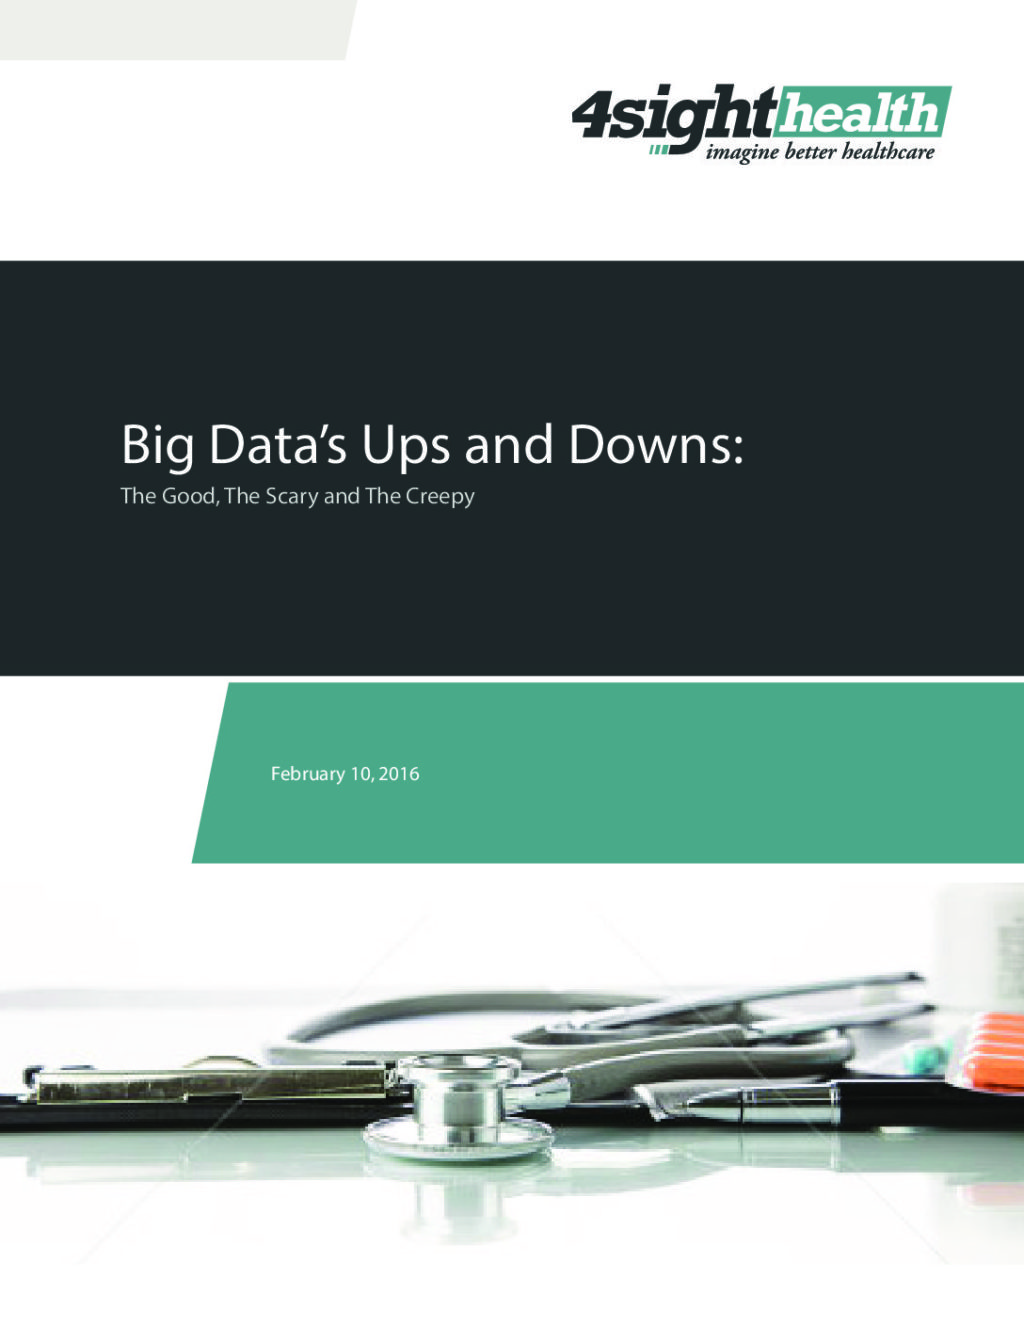 4sighthealth
imagine better healthcare
Big Data’s Ups and Downs:
The Good, The Scary and The Creepy
February 10, 2016